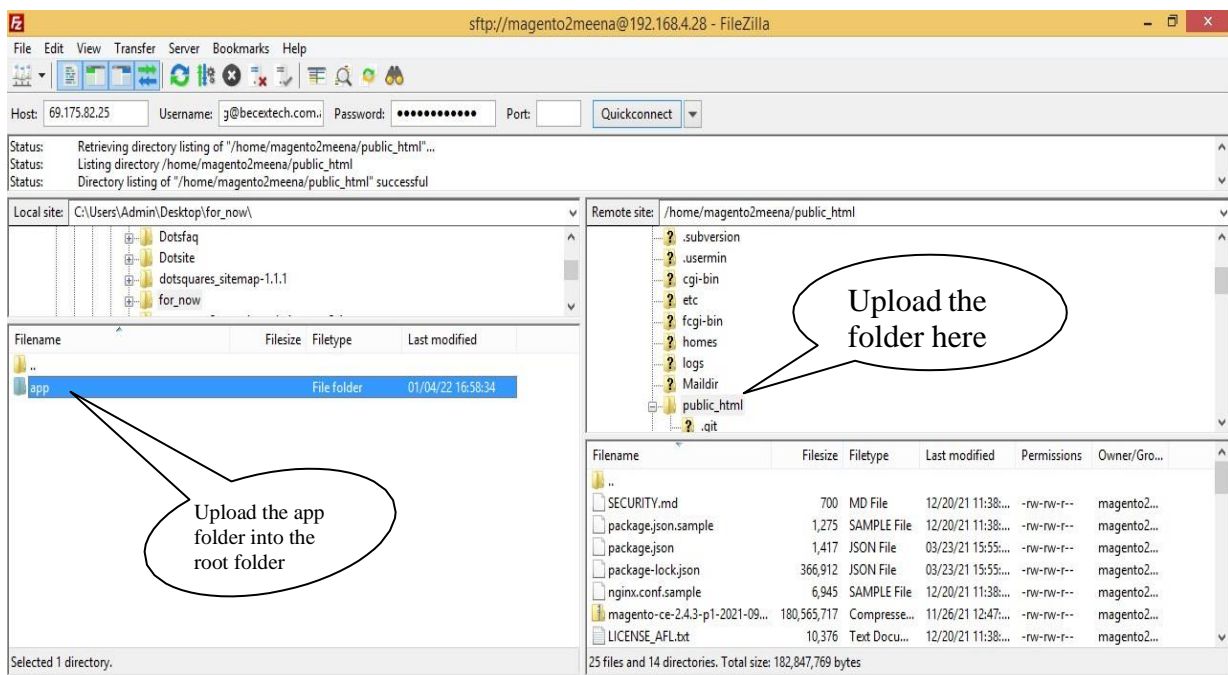 Fz
sftp://magento2meena@192.168.4.28 - FileZilla
File Edit View Transfer Server Bookmarks Help
Host: 69.175.82.25 Username: g@becextech.com. Password: ●●●●●●●●●●●● Port: Quickconnect
Status: Retrieving directory listing of "/home/magento2meena/public_html"...
Status: Listing directory /home/magento2meena/public_html
Status: Directory listing of "/home/magento2meena/public_html" successful
Local site: C:\Users\Admin\Desktop\for_now\
Dotsfaq
Dotsite
dotsquares_sitemap-1.1.1
for_now
Filename Filesize Filetype Last modified
..
app File folder 01/04/22 16:58:34
Upload the app
folder into the
root folder
Selected 1 directory.
Remote site: /home/magento2meena/public_html
.subversion
.usermin
cgi-bin
etc
fcgi-bin
homes
logs
Maildir
public_html
.git
Upload the
folder here
Filename Filesize Filetype Last modified Permissions Owner/Gro...
..
SECURITY.md 700 MD File 12/20/21 11:38:... -rw-rw-r-- magento2...
package.json.sample 1,275 SAMPLE File 12/20/21 11:38:... -rw-rw-r-- magento2...
package.json 1,417 JSON File 03/23/21 15:55:... -rw-rw-r-- magento2...
package-lock.json 366,912 JSON File 03/23/21 15:55:... -rw-rw-r-- magento2...
nginx.conf.sample 6,945 SAMPLE File 12/20/21 11:38:... -rw-rw-r-- magento2...
magento-ce-2.4.3-p1-2021-09... 180,565,717 Compresse... 11/26/21 12:47:... -rw-rw-r-- magento2...
LICENSE_AFL.txt 10,376 Text Docu... 12/20/21 11:38:... -rw-rw-r-- magento2...
25 files and 14 directories. Total size: 182,847,769 bytes